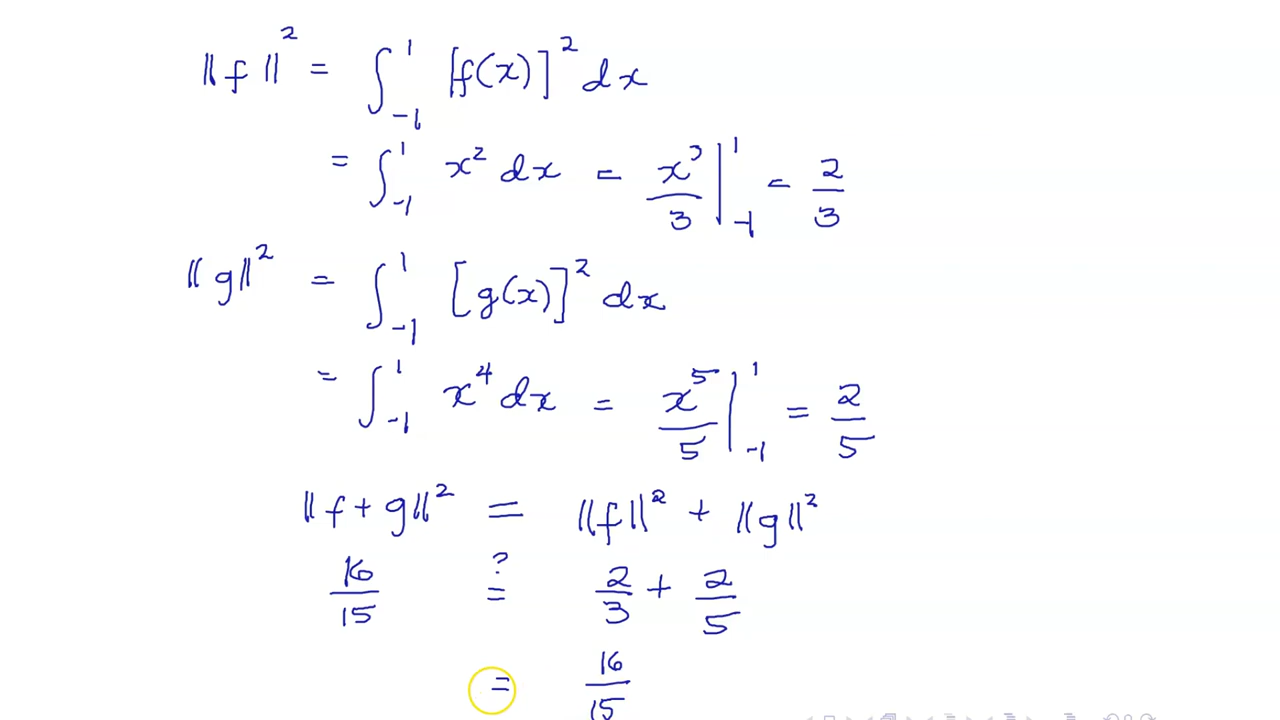 ‖f‖² = ∫₋₁¹ [f(x)]² dx
= ∫₋₁¹ x² dx = x³/3 |₋₁¹ = 2/3
‖g‖² = ∫₋₁¹ [g(x)]² dx
= ∫₋₁¹ x⁴ dx = x⁵/5 |₋₁¹ = 2/5
‖f+g‖² = ‖f‖² + ‖g‖²
16/15 ≟ 2/3 + 2/5
= 16/15